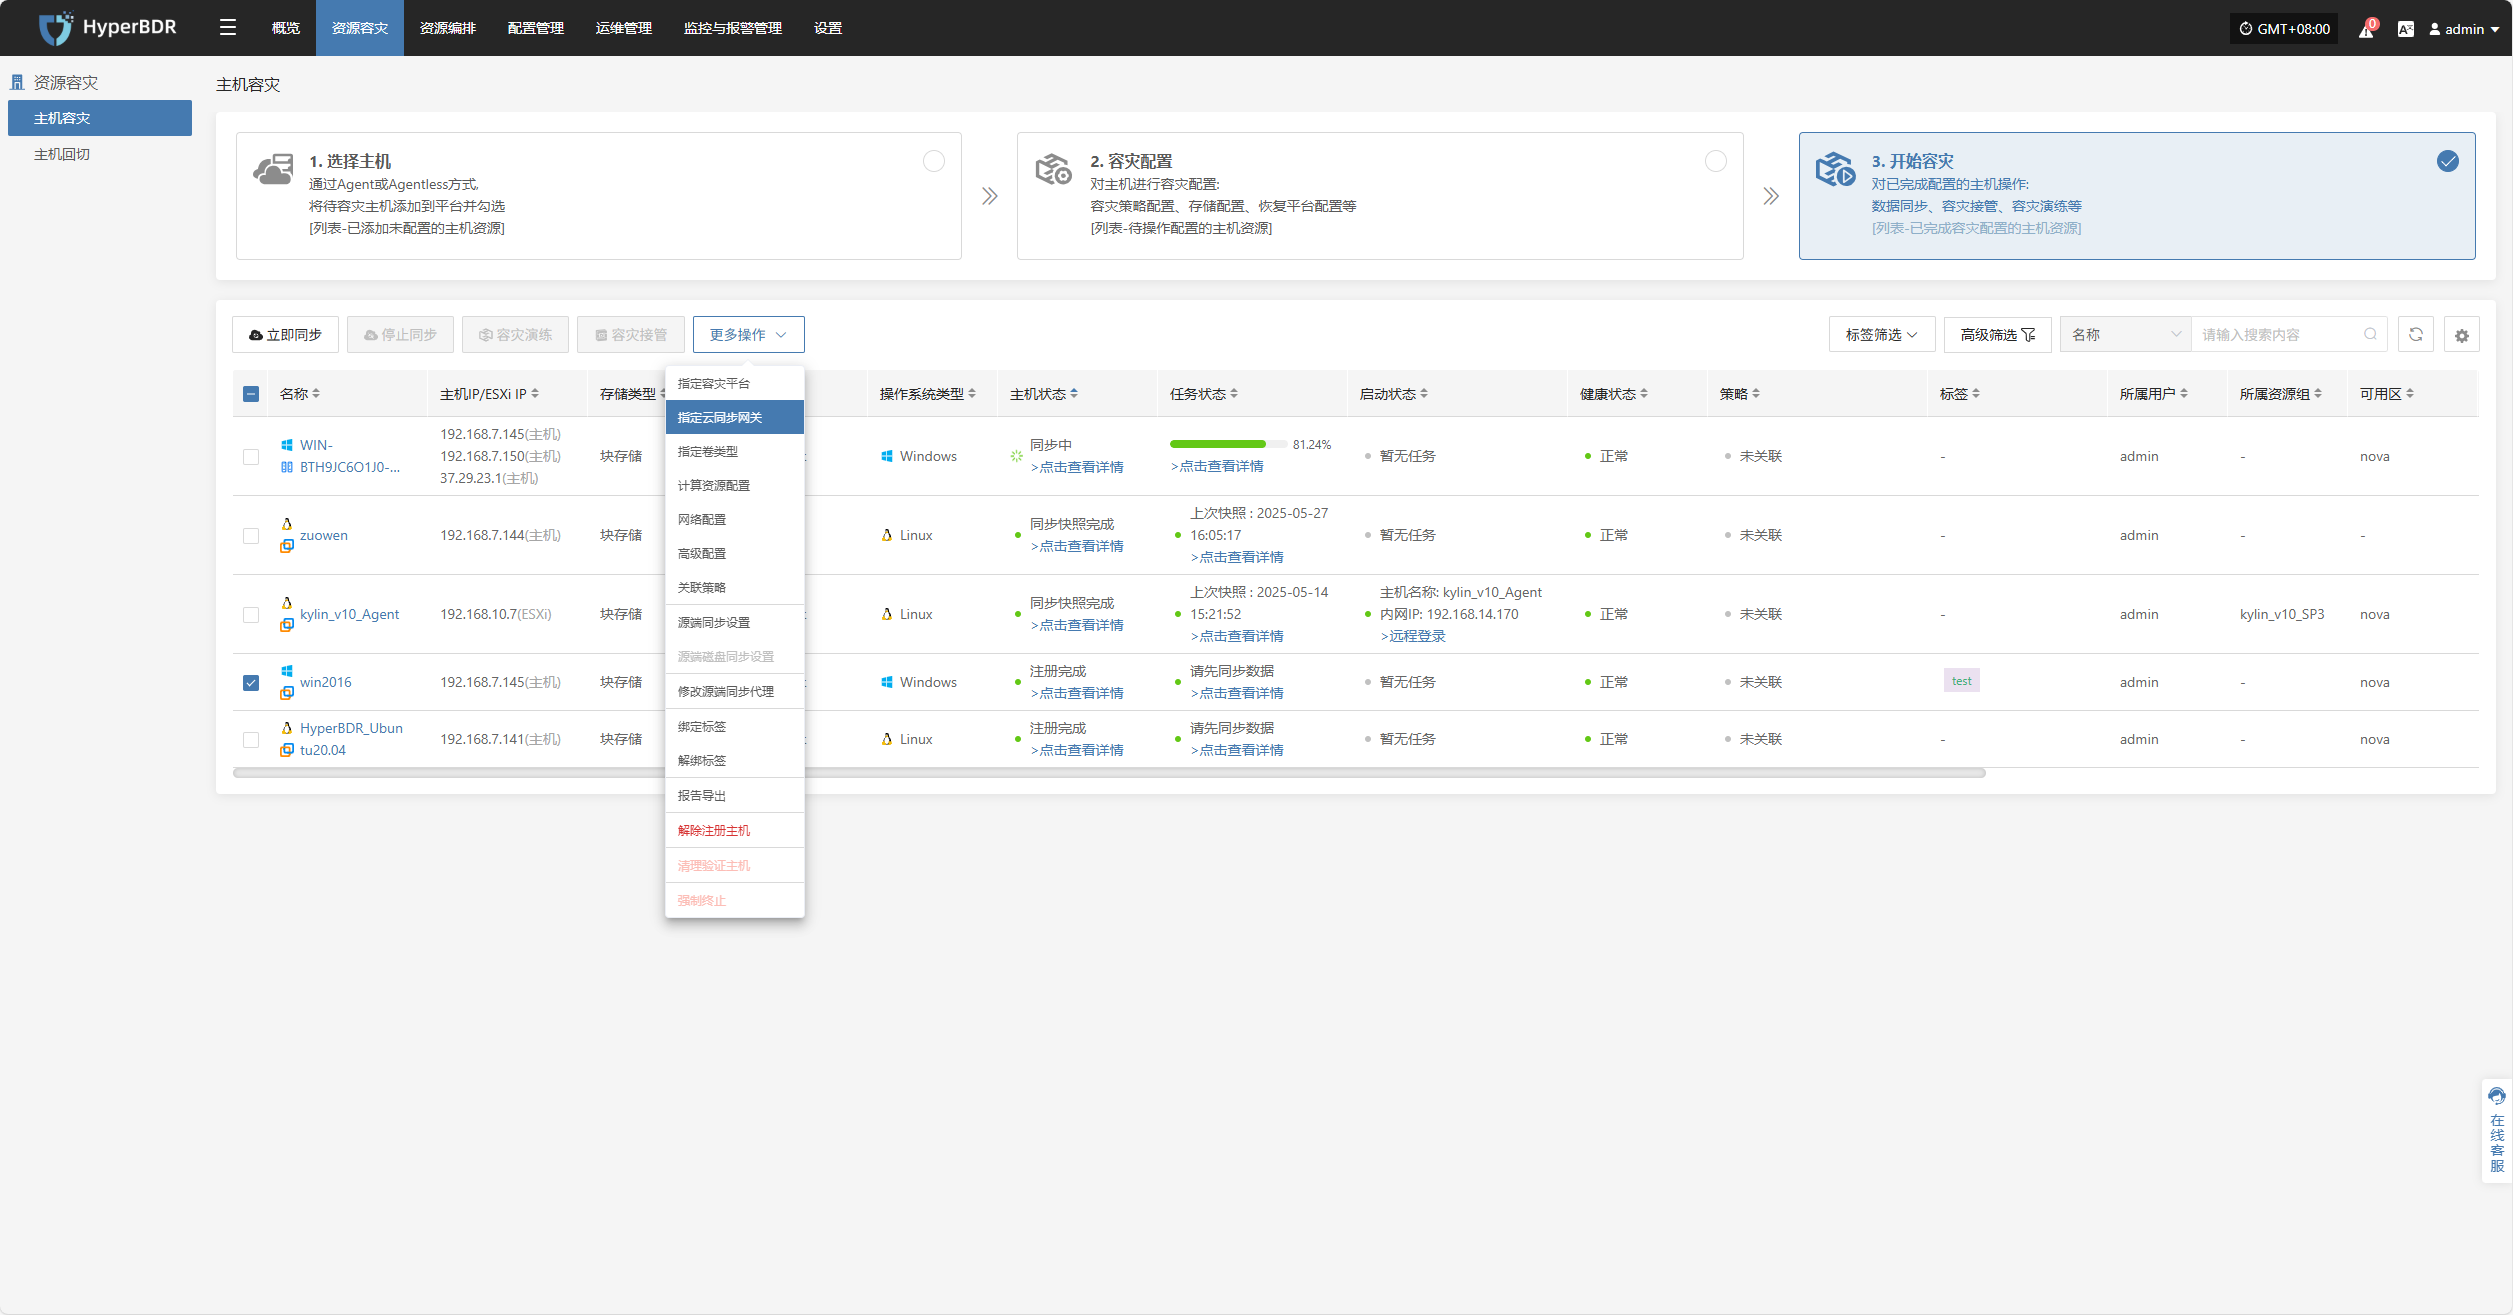 HyperBDR
概览 资源容灾 资源编排 配置管理 运维管理 监控与报警管理 设置
GMT+08:00 0 admin
资源容灾
主机容灾
主机回切
主机容灾
1. 选择主机
通过Agent或Agentless方式,
将待容灾主机添加到平台并勾选
[列表-已添加未配置的主机资源]
2. 容灾配置
对主机进行容灾配置:
容灾策略配置、存储配置、恢复平台配置等
[列表-待操作配置的主机资源]
3. 开始容灾
对已完成配置的主机操作:
数据同步、容灾接管、容灾演练等
[列表-已完成容灾配置的主机资源]
立即同步 停止同步 容灾演练 容灾接管 更多操作 标签筛选 高级筛选 名称 请输入搜索内容
指定容灾平台
指定云同步网关
指定卷类型
计算资源配置
网络配置
高级配置
关联策略
源端同步设置
源端磁盘同步设置
修改源端同步代理
绑定标签
解绑标签
报告导出
解除注册主机
清理验证主机
强制终止
名称 主机IP/ESXi IP 存储类型 操作系统类型 主机状态 任务状态 启动状态 健康状态 策略 标签 所属用户 所属资源组 可用区
WIN-
BTH9JC6O1J0-...
192.168.7.145(主机)
192.168.7.150(主机)
37.29.23.1(主机)
块存储 Windows
同步中
>点击查看详情
81.24%
>点击查看详情
暂无任务 正常 未关联 - admin - nova
zuowen 192.168.7.144(主机) 块存储 Linux
同步快照完成
>点击查看详情
上次快照 : 2025-05-27
16:05:17
>点击查看详情
暂无任务 正常 未关联 - admin - -
kylin_v10_Agent 192.168.10.7(ESXi) 块存储 Linux
同步快照完成
>点击查看详情
上次快照 : 2025-05-14
15:21:52
>点击查看详情
主机名称: kylin_v10_Agent
内网IP: 192.168.14.170
>远程登录
正常 未关联 - admin kylin_v10_SP3 nova
win2016 192.168.7.145(主机) 块存储 Windows
注册完成
>点击查看详情
请先同步数据
>点击查看详情
暂无任务 正常 未关联 test admin - nova
HyperBDR_Ubun
tu20.04
192.168.7.141(主机) 块存储 Linux
注册完成
>点击查看详情
请先同步数据
>点击查看详情
暂无任务 正常 未关联 - admin - nova
在线客服